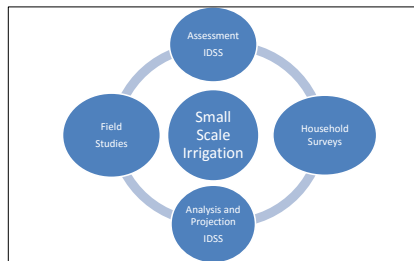 Assessment
IDSS
Field
Studies
Small
Scale
Irrigation
Household
Surveys
Analysis and
Projection
IDSS